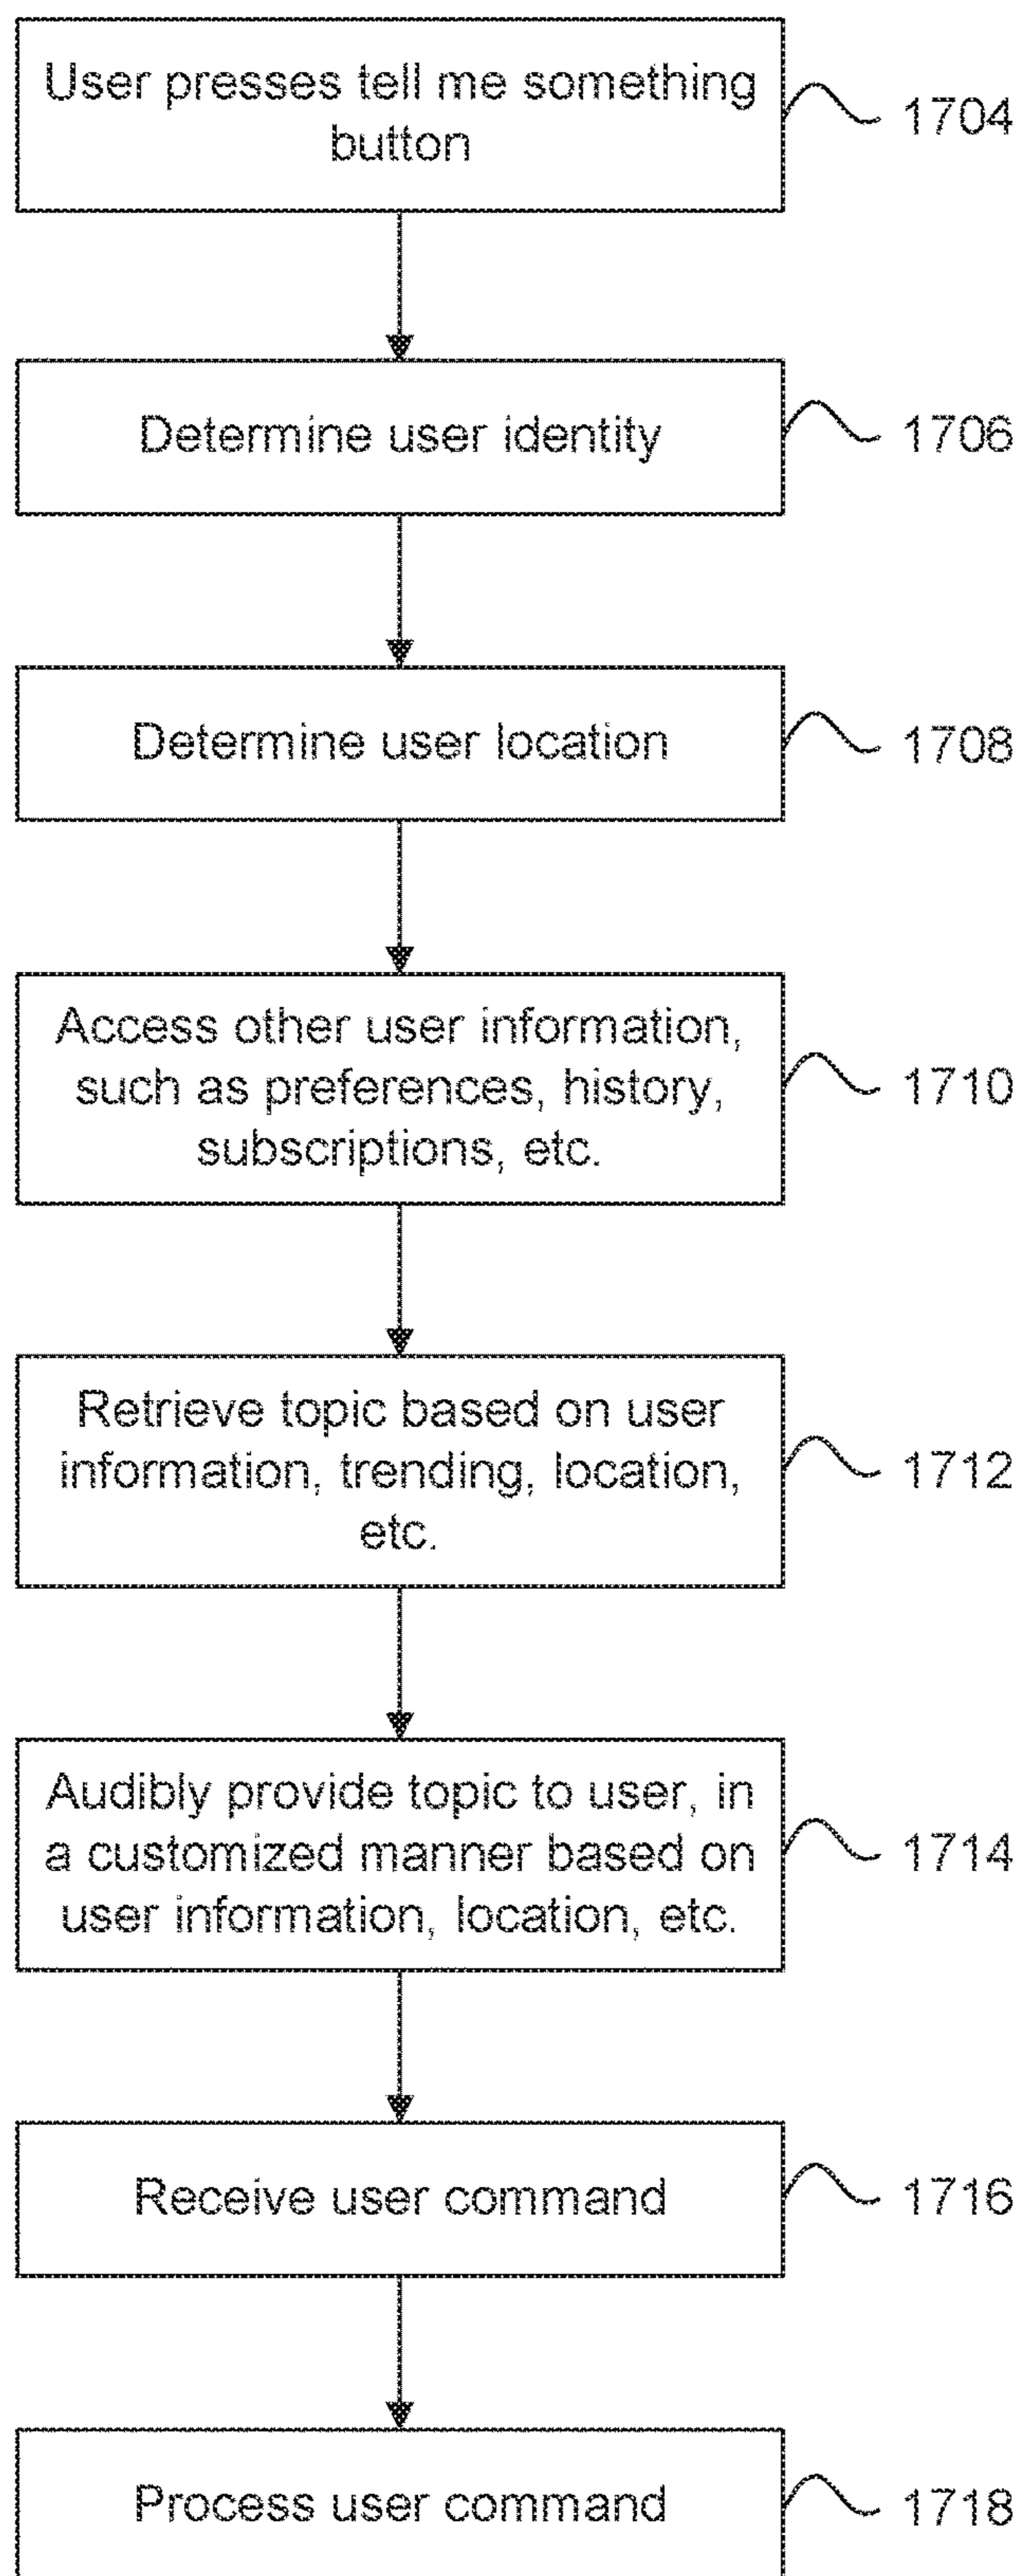 User presses tell me something
button
1704
Determine user identity
1706
Determine user location
1708
Access other user information,
such as preferences, history,
subscriptions, etc.
1710
Retrieve topic based on user
information, trending, location,
etc.
1712
Audibly provide topic to user, in
a customized manner based on
user information, location, etc.
1714
Receive user command
1716
Process user command
1718